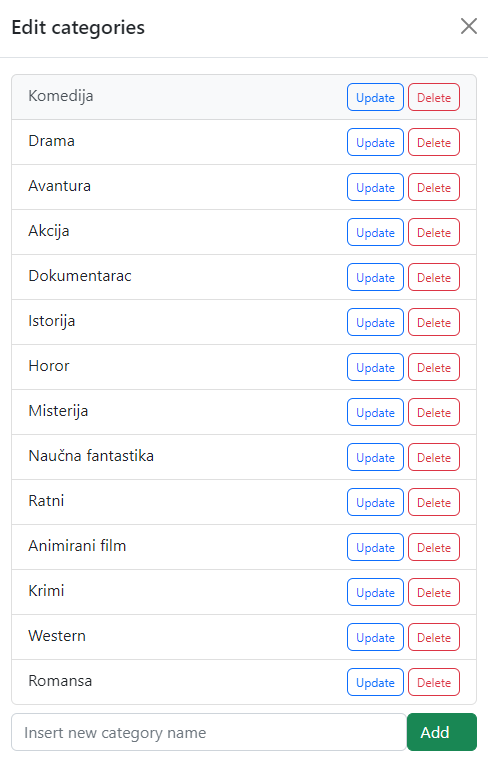 Edit categories
Komedija Update Delete
Drama Update Delete
Avantura Update Delete
Akcija Update Delete
Dokumentarac Update Delete
Istorija Update Delete
Horor Update Delete
Misterija Update Delete
Naučna fantastika Update Delete
Ratni Update Delete
Animirani film Update Delete
Krimi Update Delete
Western Update Delete
Romansa Update Delete
Insert new category name Add